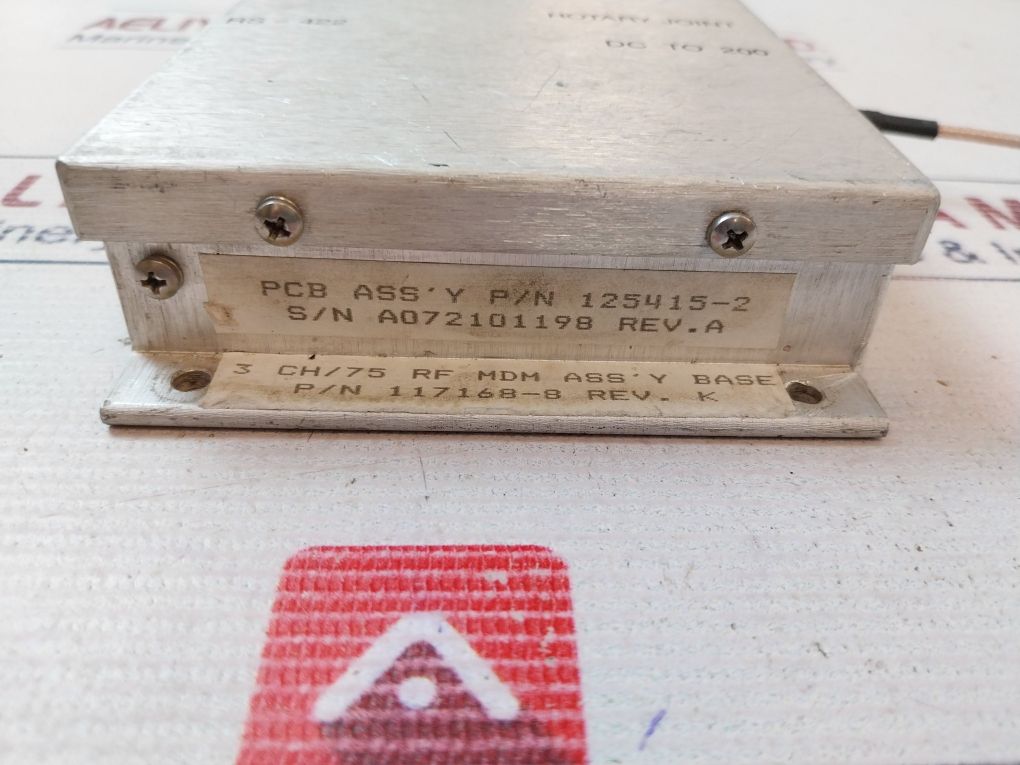 RS - 422
ROTARY JOINT
DC TO 200
PCB ASS'Y P/N 125415-2
S/N A072101198 REV.A
3 CH/75 RF MDM ASS'Y BASE
P/N 117168-8 REV. K